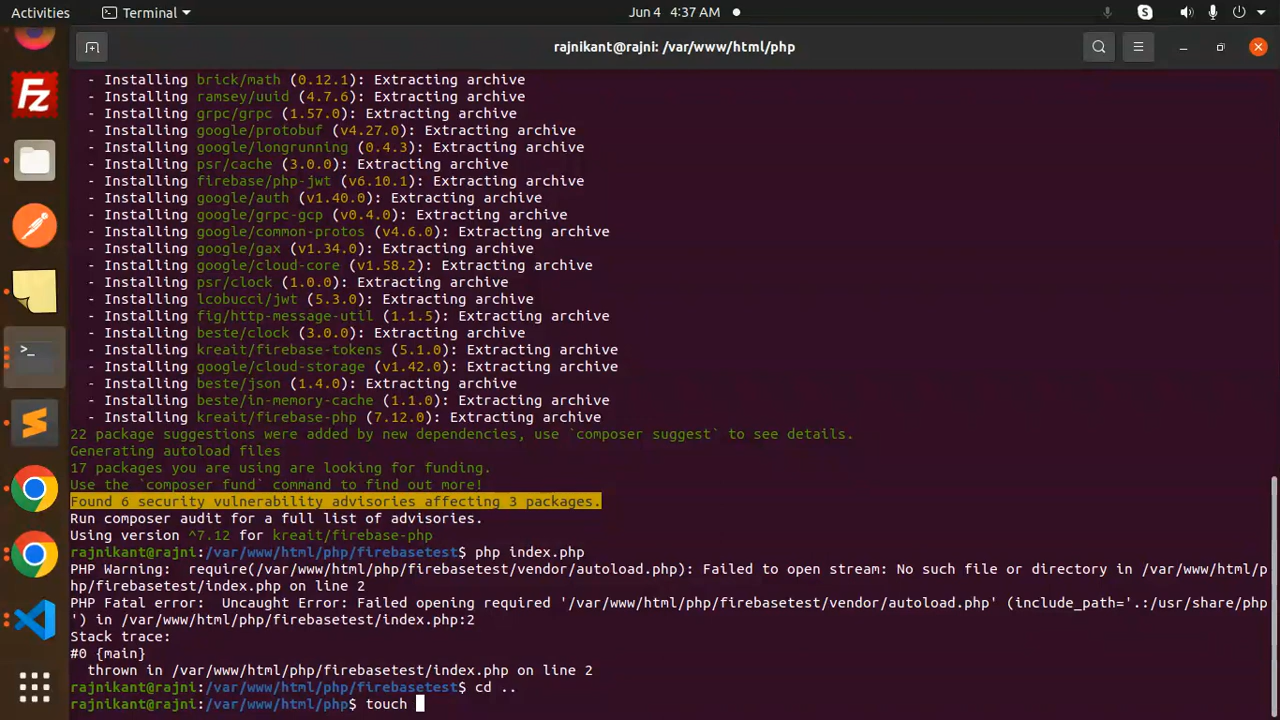 Activities
Terminal
Jun 4 4:37 AM
rajnikant@rajni: /var/www/html/php
- Installing brick/math (0.12.1): Extracting archive
- Installing ramsey/uuid (4.7.6): Extracting archive
- Installing grpc/grpc (1.57.0): Extracting archive
- Installing google/protobuf (v4.27.0): Extracting archive
- Installing google/longrunning (0.4.3): Extracting archive
- Installing psr/cache (3.0.0): Extracting archive
- Installing firebase/php-jwt (v6.10.1): Extracting archive
- Installing google/auth (v1.40.0): Extracting archive
- Installing google/grpc-gcp (v0.4.0): Extracting archive
- Installing google/common-protos (v4.6.0): Extracting archive
- Installing google/gax (v1.34.0): Extracting archive
- Installing google/cloud-core (v1.58.2): Extracting archive
- Installing psr/clock (1.0.0): Extracting archive
- Installing lcobucci/jwt (5.3.0): Extracting archive
- Installing fig/http-message-util (1.1.5): Extracting archive
- Installing beste/clock (3.0.0): Extracting archive
- Installing kreait/firebase-tokens (5.1.0): Extracting archive
- Installing google/cloud-storage (v1.42.0): Extracting archive
- Installing beste/json (1.4.0): Extracting archive
- Installing beste/in-memory-cache (1.1.0): Extracting archive
- Installing kreait/firebase-php (7.12.0): Extracting archive
22 package suggestions were added by new dependencies, use `composer suggest` to see details.
Generating autoload files
17 packages you are using are looking for funding.
Use the `composer fund` command to find out more!
Found 6 security vulnerability advisories affecting 3 packages.
Run composer audit for a full list of advisories.
Using version ^7.12 for kreait/firebase-php
rajnikant@rajni:/var/www/html/php/firebasetest$ php index.php
PHP Warning:  require(/var/www/html/php/firebasetest/vendor/autoload.php): Failed to open stream: No such file or directory in /var/www/html/p
hp/firebasetest/index.php on line 2
PHP Fatal error:  Uncaught Error: Failed opening required '/var/www/html/php/firebasetest/vendor/autoload.php' (include_path='.:/usr/share/php
') in /var/www/html/php/firebasetest/index.php:2
Stack trace:
#0 {main}
thrown in /var/www/html/php/firebasetest/index.php on line 2
rajnikant@rajni:/var/www/html/php/firebasetest$ cd ..
rajnikant@rajni:/var/www/html/php$ touch